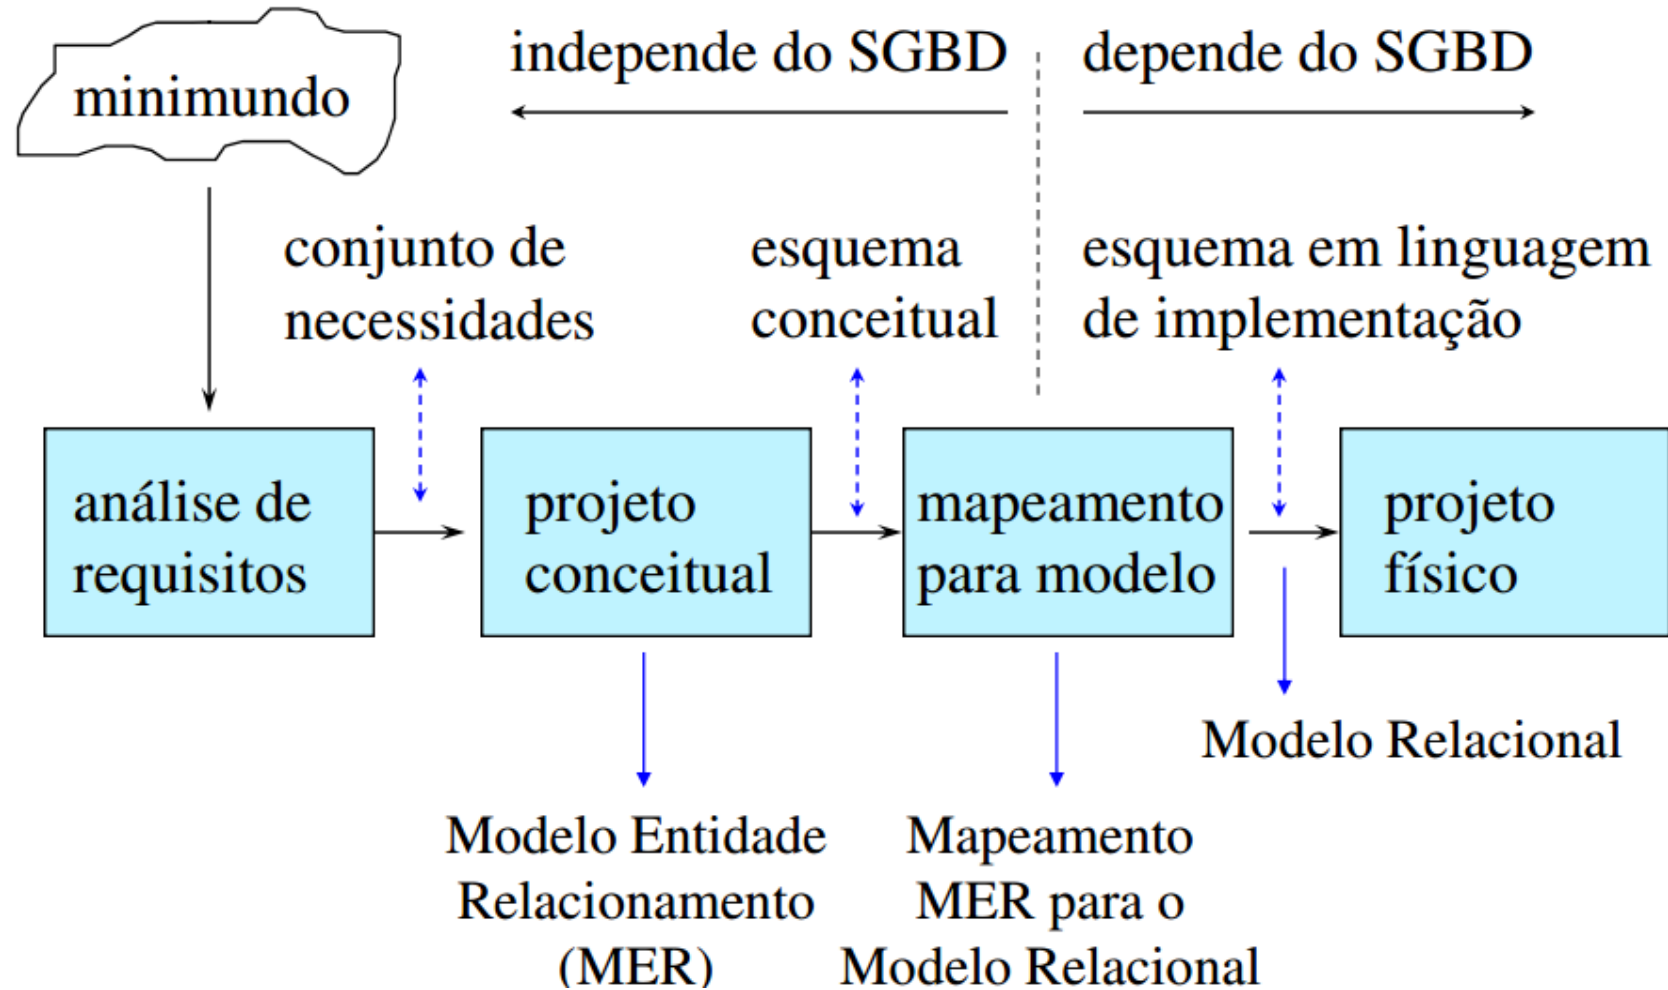 minimundo
independe do SGBD
depende do SGBD
conjunto de
necessidades
esquema
conceitual
esquema em linguagem
de implementação
análise de
requisitos
projeto
conceitual
mapeamento
para modelo
projeto
físico
Modelo Relacional
Modelo Entidade
Relacionamento
(MER)
Mapeamento
MER para o
Modelo Relacional